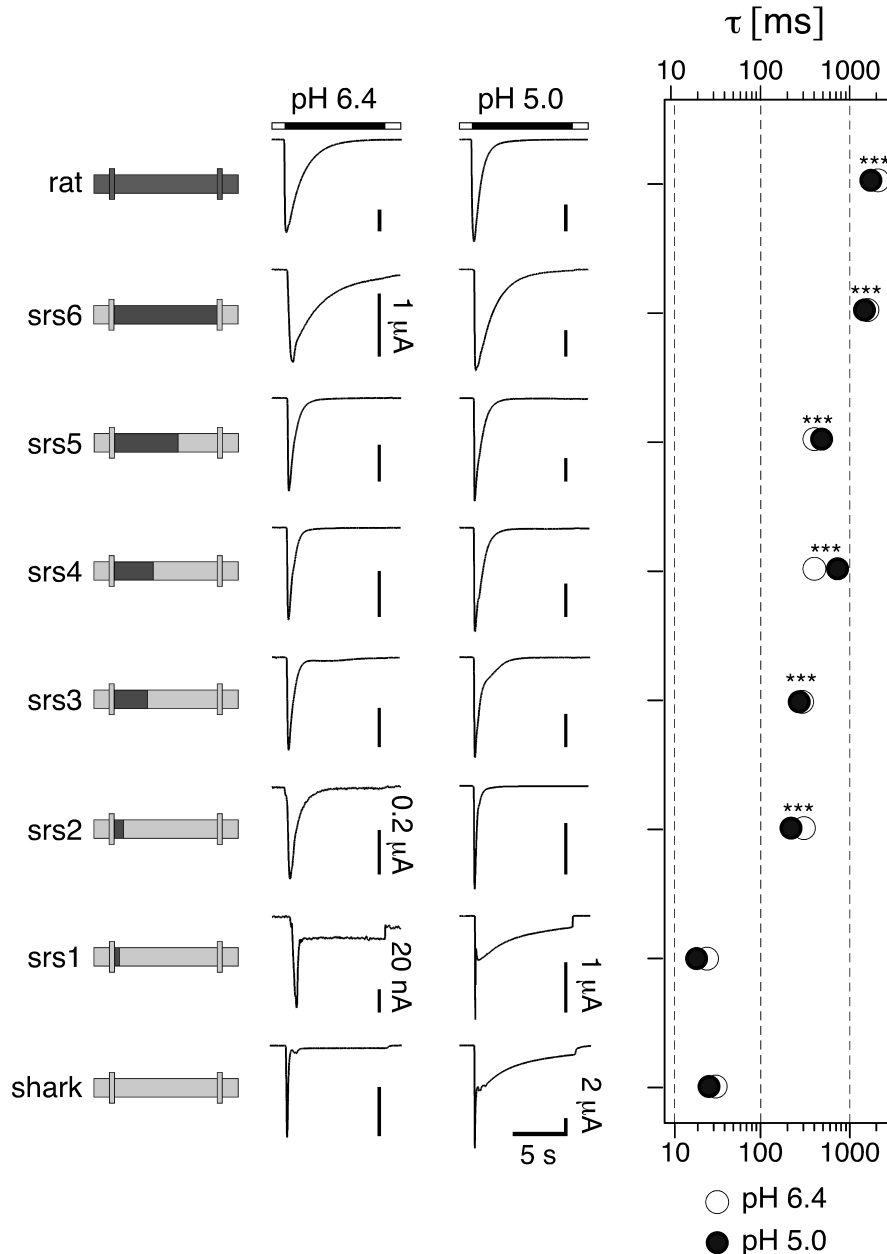 τ [ms]
10 100 1000
pH 6.4 pH 5.0
rat
***
srs6
1 µA
***
srs5
***
srs4
***
srs3
***
srs2
0.2 µA
***
srs1
20 nA
1 µA
shark
2 µA
5 s
10 100 1000
pH 6.4
pH 5.0